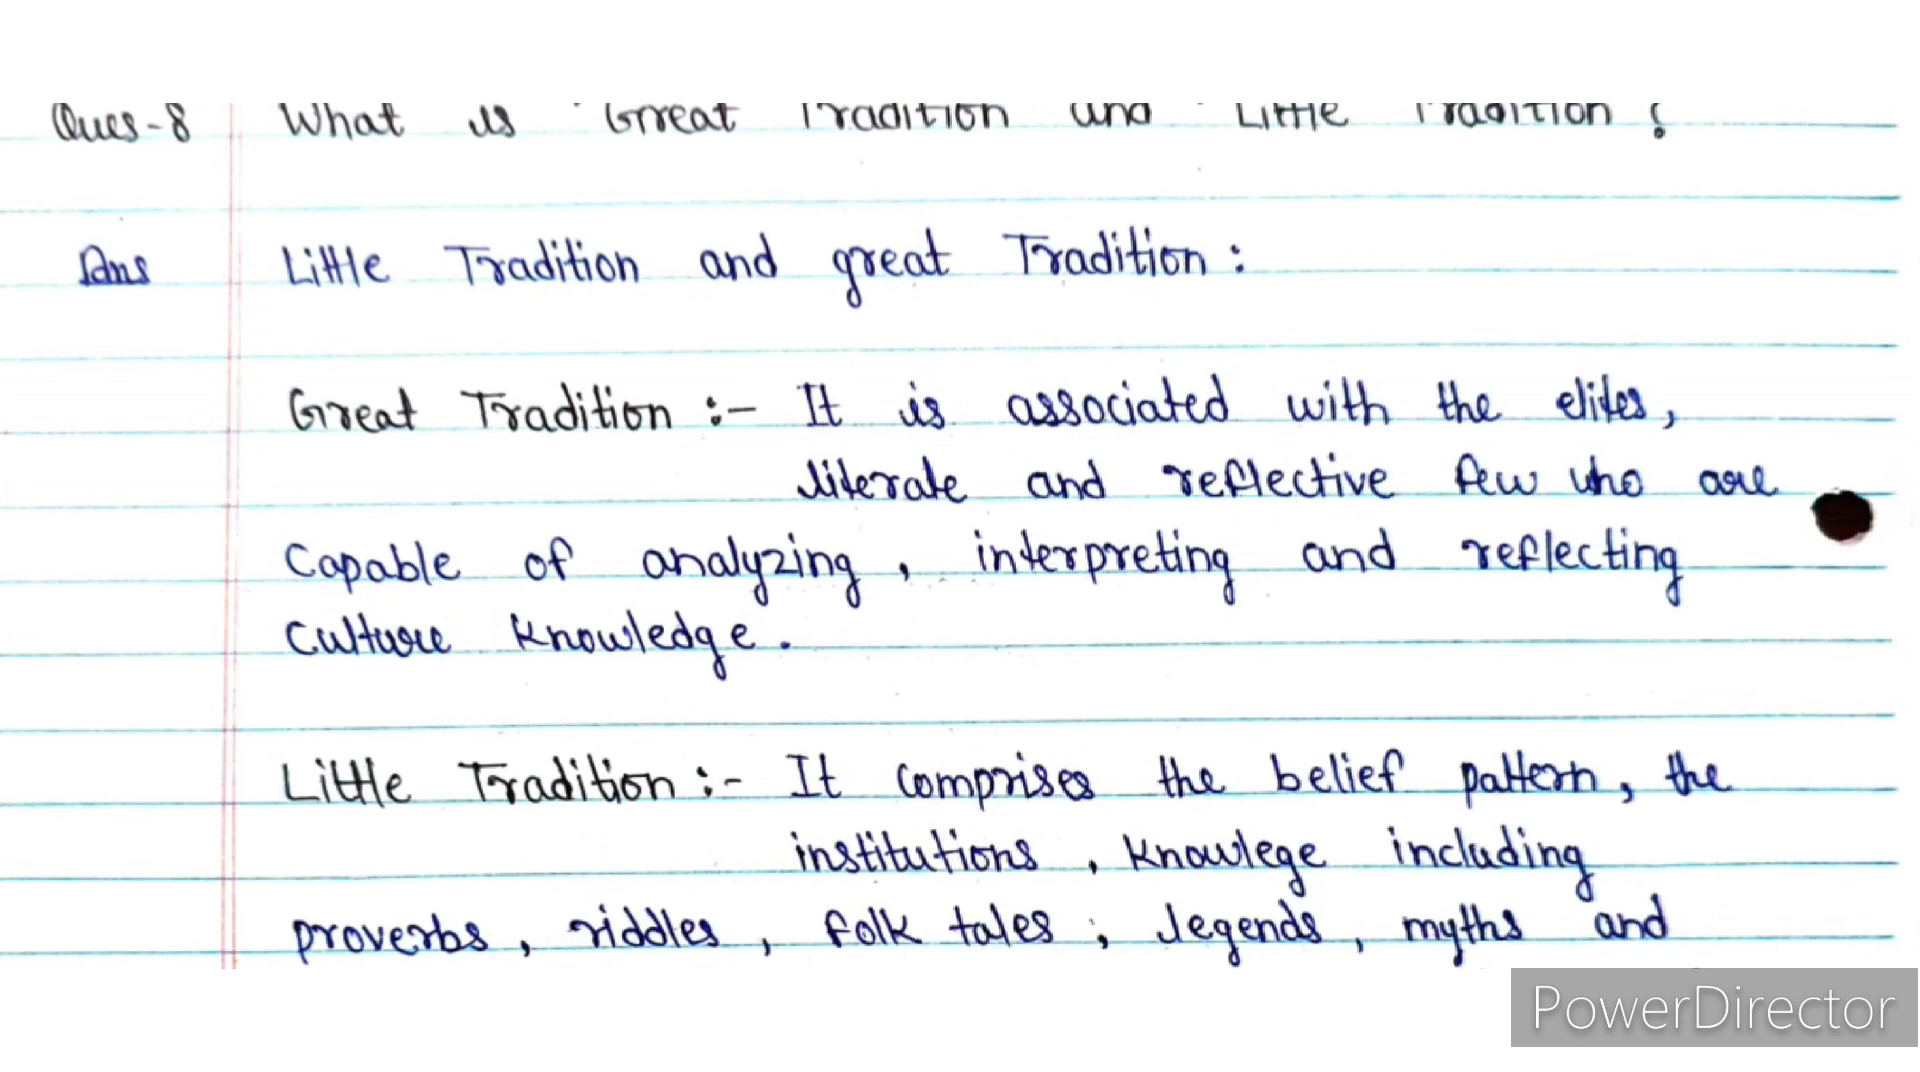 Ques-8 What is Great Tradition and Little Tradition ?
Ans Little Tradition and great Tradition :
Great Tradition :- It is associated with the elites,
literate and reflective few who are
Capable of analyzing, interpreting and reflecting
Culture knowledge.
Little Tradition :- It comprises the belief pattern, the
institutions, knowlege including
proverbs, riddles, folk tales, legends, myths and
PowerDirector